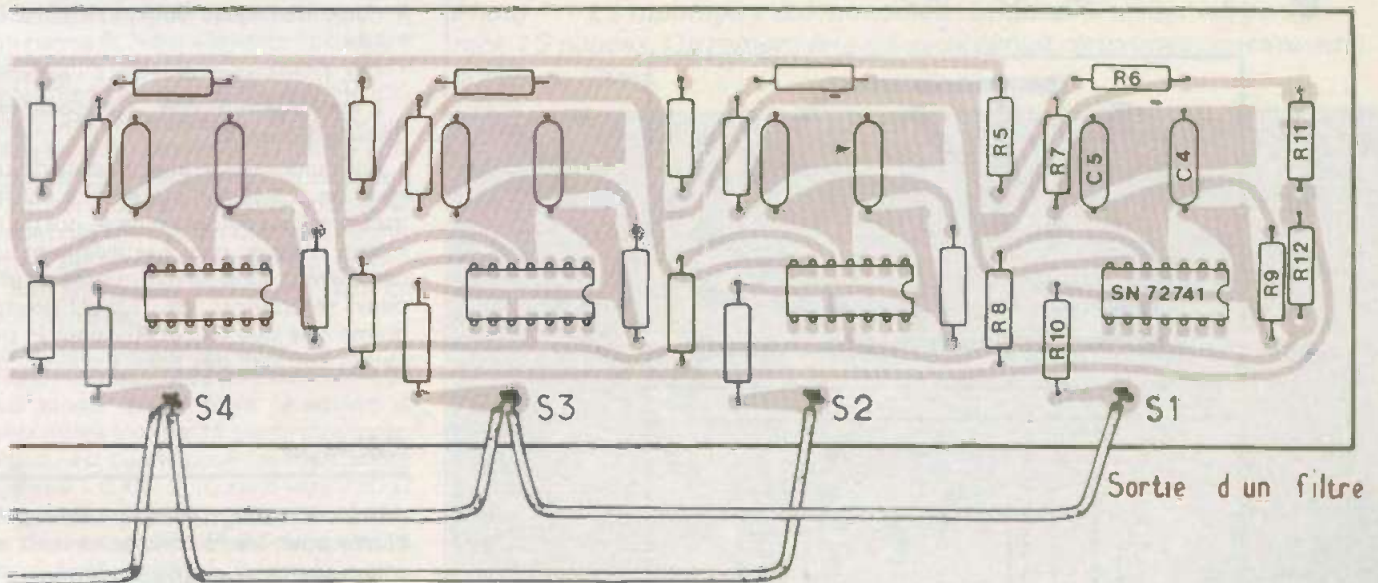 R6
R5
R7
C5
C4
R11
R8
R10
SN 72741
R9
R12
S4
S3
S2
S1
Sortie d un filtre